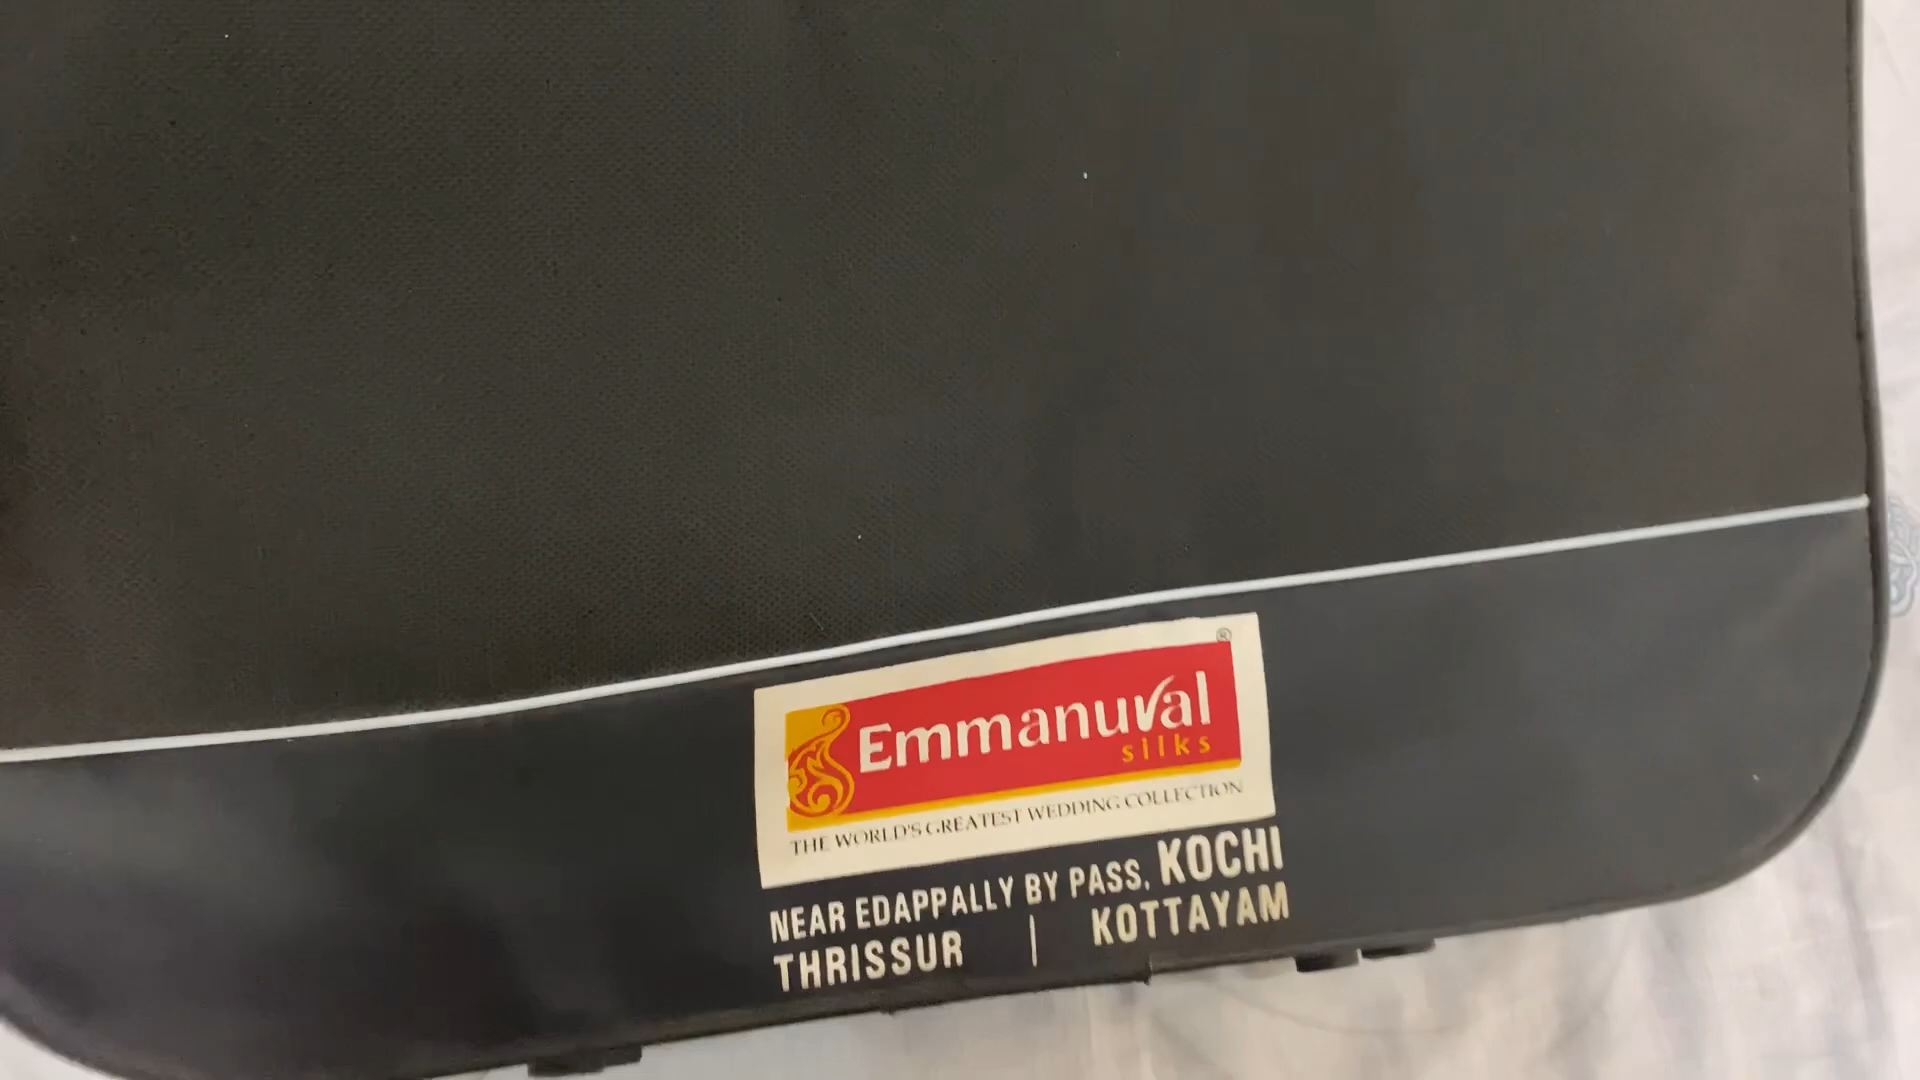 ®
Emmanuval
silks
THE WORLD'S GREATEST WEDDING COLLECTION
NEAR EDAPPALLY BY PASS, KOCHI
THRISSUR | KOTTAYAM